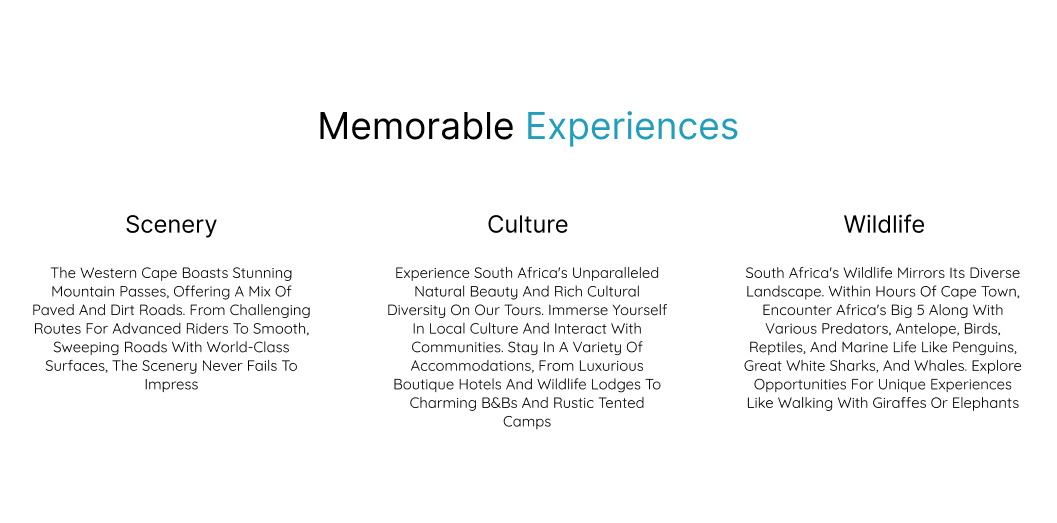 Memorable Experiences
Scenery
The Western Cape Boasts Stunning
Mountain Passes, Offering A Mix Of
Paved And Dirt Roads. From Challenging
Routes For Advanced Riders To Smooth,
Sweeping Roads With World-Class
Surfaces, The Scenery Never Fails To
Impress
Culture
Experience South Africa's Unparalleled
Natural Beauty And Rich Cultural
Diversity On Our Tours. Immerse Yourself
In Local Culture And Interact With
Communities. Stay In A Variety Of
Accommodations, From Luxurious
Boutique Hotels And Wildlife Lodges To
Charming B&Bs And Rustic Tented
Camps
Wildlife
South Africa's Wildlife Mirrors Its Diverse
Landscape. Within Hours Of Cape Town,
Encounter Africa's Big 5 Along With
Various Predators, Antelope, Birds,
Reptiles, And Marine Life Like Penguins,
Great White Sharks, And Whales. Explore
Opportunities For Unique Experiences
Like Walking With Giraffes Or Elephants